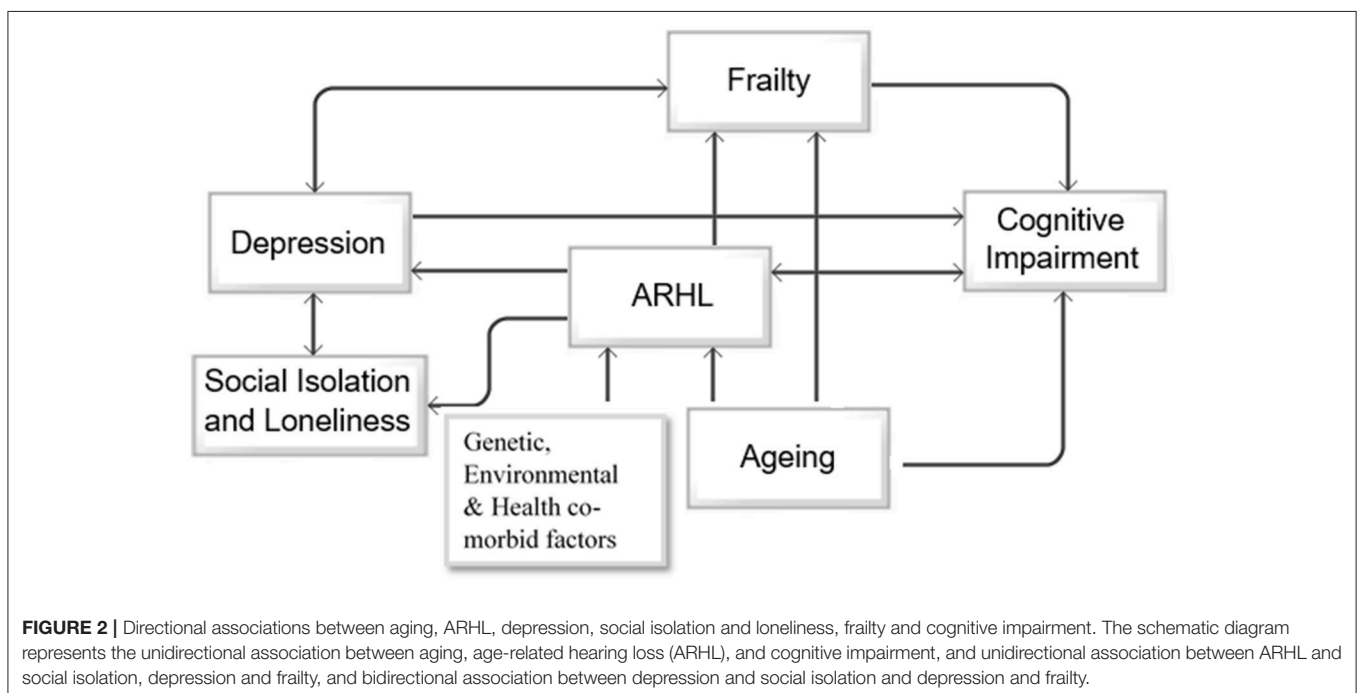 Frailty
Depression
Cognitive
Impairment
ARHL
Social Isolation
and Loneliness
Genetic,
Environmental
& Health co-
morbid factors
Ageing
FIGURE 2 | Directional associations between aging, ARHL, depression, social isolation and loneliness, frailty and cognitive impairment. The schematic diagram
represents the unidirectional association between aging, age-related hearing loss (ARHL), and cognitive impairment, and unidirectional association between ARHL and
social isolation, depression and frailty, and bidirectional association between depression and social isolation and depression and frailty.